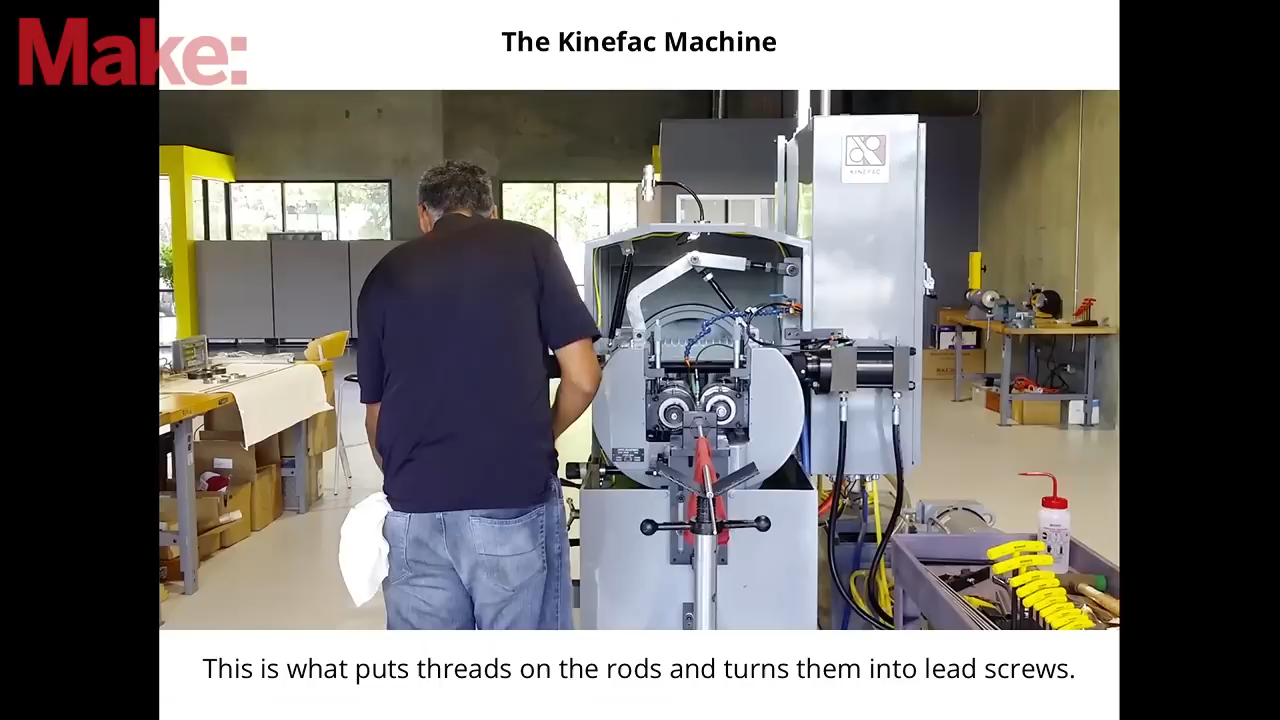 Make:
The Kinefac Machine
KINEFAC
This is what puts threads on the rods and turns them into lead screws.